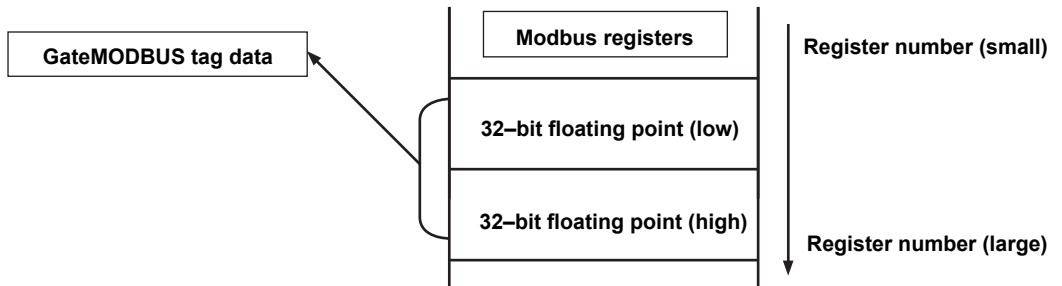 GateMODBUS tag data
Modbus registers
Register number (small)
32–bit floating point (low)
32–bit floating point (high)
Register number (large)